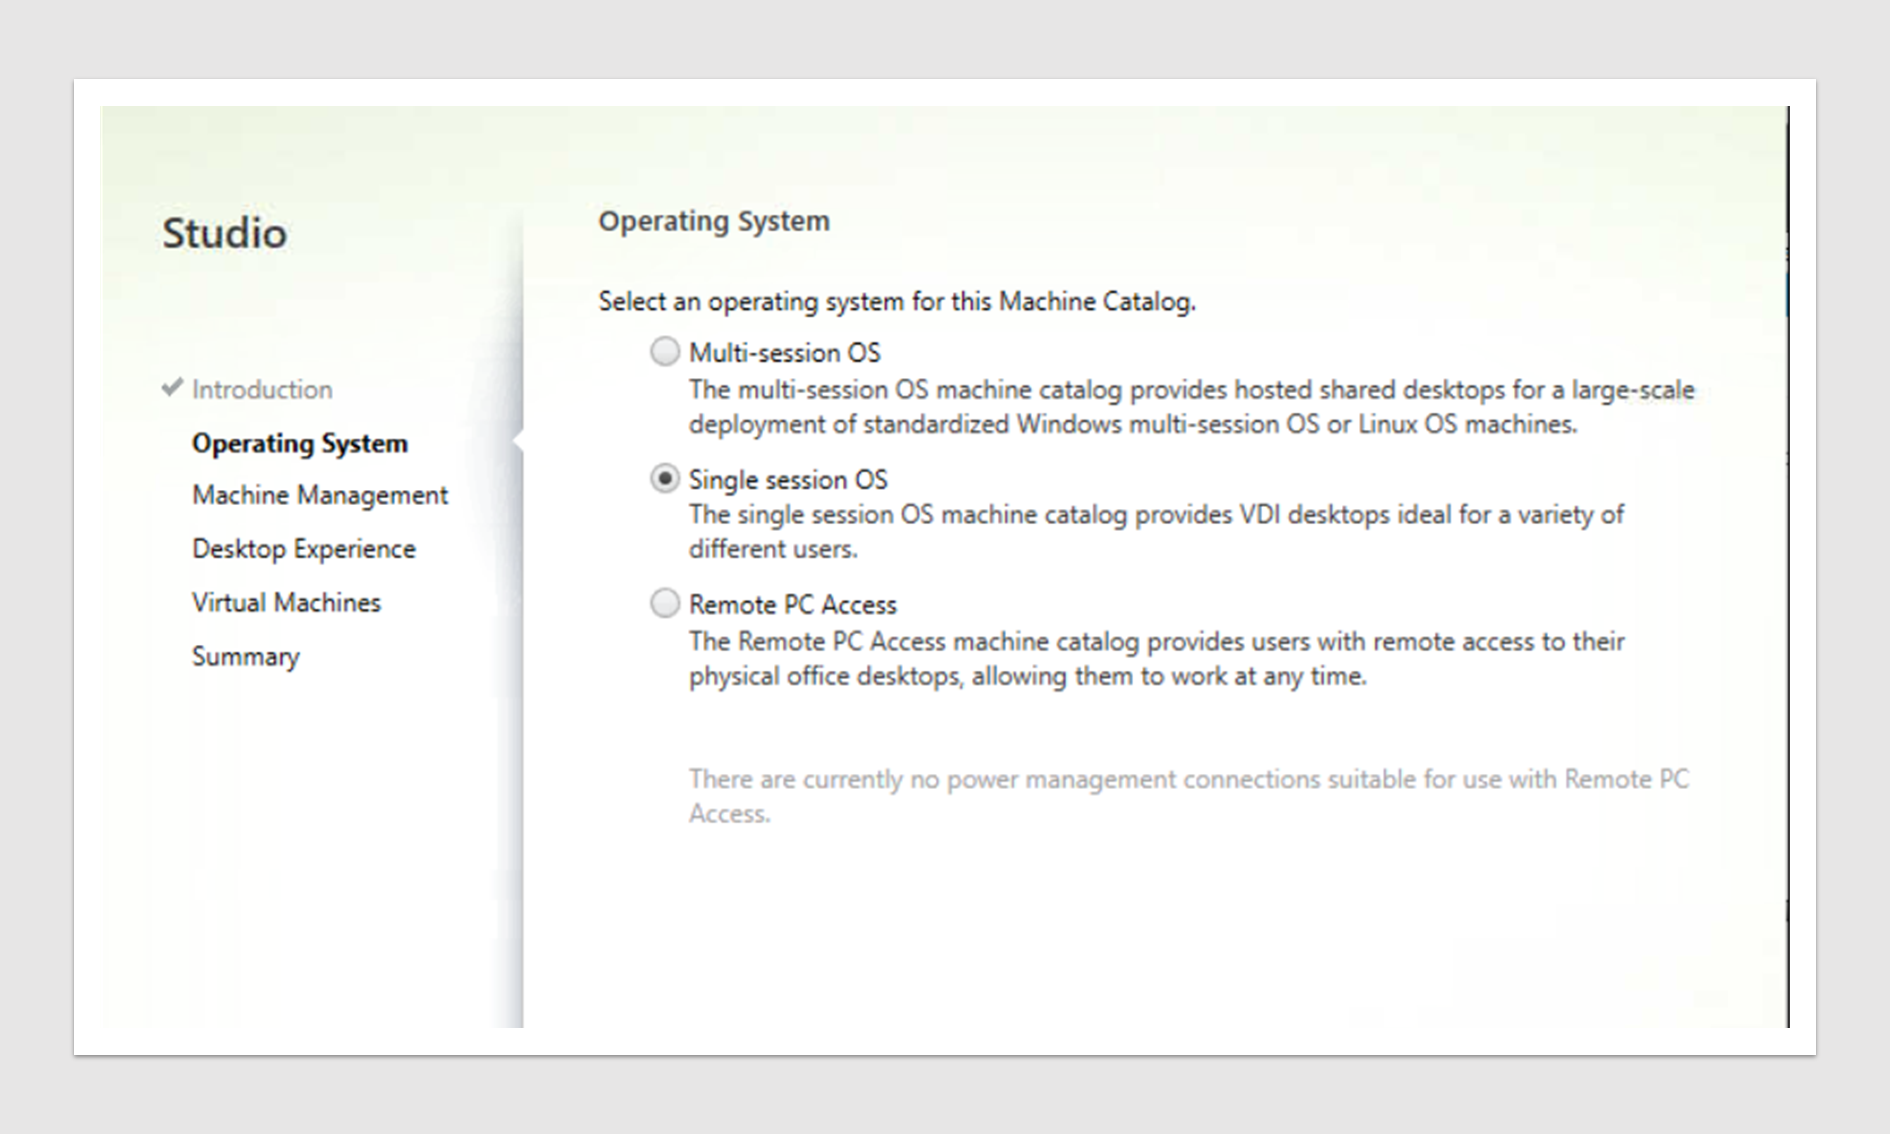 Studio
Introduction
Operating System
Machine Management
Desktop Experience
Virtual Machines
Summary
Operating System
Select an operating system for this Machine Catalog.
Multi-session OS
The multi-session OS machine catalog provides hosted shared desktops for a large-scale
deployment of standardized Windows multi-session OS or Linux OS machines.
Single session OS
The single session OS machine catalog provides VDI desktops ideal for a variety of
different users.
Remote PC Access
The Remote PC Access machine catalog provides users with remote access to their
physical office desktops, allowing them to work at any time.
There are currently no power management connections suitable for use with Remote PC
Access.